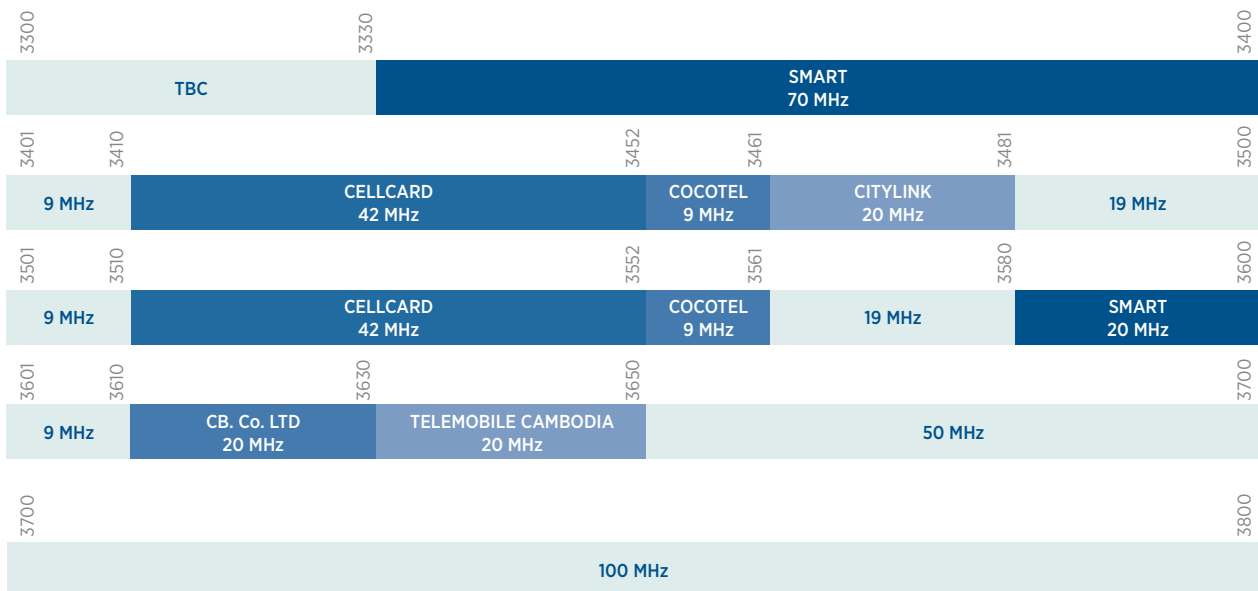 3300 3330 3400
TBC
SMART
70 MHz
3401 3410 3452 3461 3481 3500
9 MHz
CELLCARD
42 MHz
COCOTEL
9 MHz
CITYLINK
20 MHz
19 MHz
3501 3510 3552 3561 3580 3600
9 MHz
CELLCARD
42 MHz
COCOTEL
9 MHz
19 MHz
SMART
20 MHz
3601 3610 3630 3650 3700
9 MHz
CB. Co. LTD
20 MHz
TELEMOBILE CAMBODIA
20 MHz
50 MHz
3700 3800
100 MHz